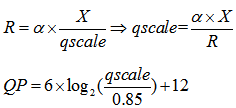 R = α × X / qscale ⇒ qscale = α × X / R
QP = 6 × log₂(qscale / 0.85) + 12